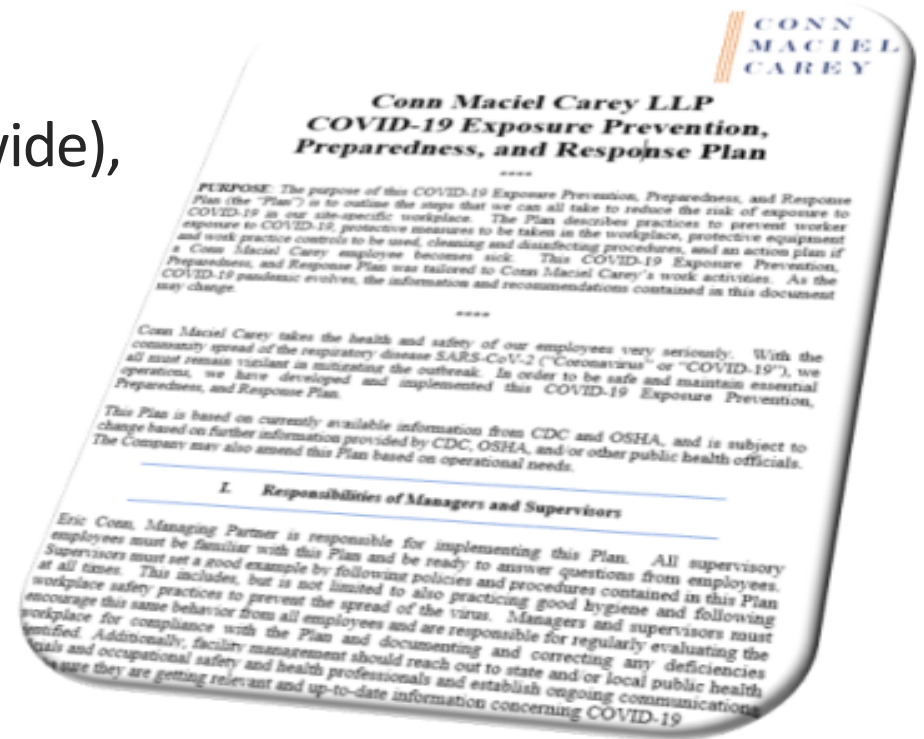 wide),
CONN
MACIEL
CAREY
Conn Maciel Carey LLP
COVID-19 Exposure Prevention,
Preparedness, and Response Plan
****
PURPOSE: The purpose of this COVID-19 Exposure Prevention, Preparedness, and Response
Plan (the "Plan") is to outline the steps that we can all take to reduce the risk of exposure to
COVID-19 in our site-specific workplace. The Plan describes practices to prevent worker
exposure to COVID-19, protective measures to be taken in the workplace, protective equipment
and work practice controls to be used, cleaning and disinfecting procedures, and an action plan if
a Conn Maciel Carey employee becomes sick. This COVID-19 Exposure Prevention,
Preparedness, and Response Plan was tailored to Conn Maciel Carey's work activities. As the
COVID-19 pandemic evolves, the information and recommendations contained in this document
may change.
****
Conn Maciel Carey takes the health and safety of our employees very seriously. With the
community spread of the respiratory disease SARS-CoV-2 ("Coronavirus" or "COVID-19"), we
all must remain vigilant in mitigating the outbreak. In order to be safe and maintain essential
operations, we have developed and implemented this COVID-19 Exposure Prevention,
Preparedness, and Response Plan.
This Plan is based on currently available information from CDC and OSHA, and is subject to
change based on further information provided by CDC, OSHA, and/or other public health officials.
The Company may also amend this Plan based on operational needs.
I. Responsibilities of Managers and Supervisors
Eric Conn, Managing Partner is responsible for implementing this Plan. All supervisory
employees must be familiar with this Plan and be ready to answer questions from employees.
Supervisors must set a good example by following policies and procedures contained in this Plan
at all times. This includes, but is not limited to also practicing good hygiene and following
workplace safety practices to prevent the spread of the virus. Managers and supervisors must
encourage this same behavior from all employees and are responsible for regularly evaluating the
workplace for compliance with the Plan and documenting and correcting any deficiencies
entified. Additionally, facility management should reach out to state and/or local public health
cials and occupational safety and health professionals and establish ongoing communications
sure they are getting relevant and up-to-date information concerning COVID-19